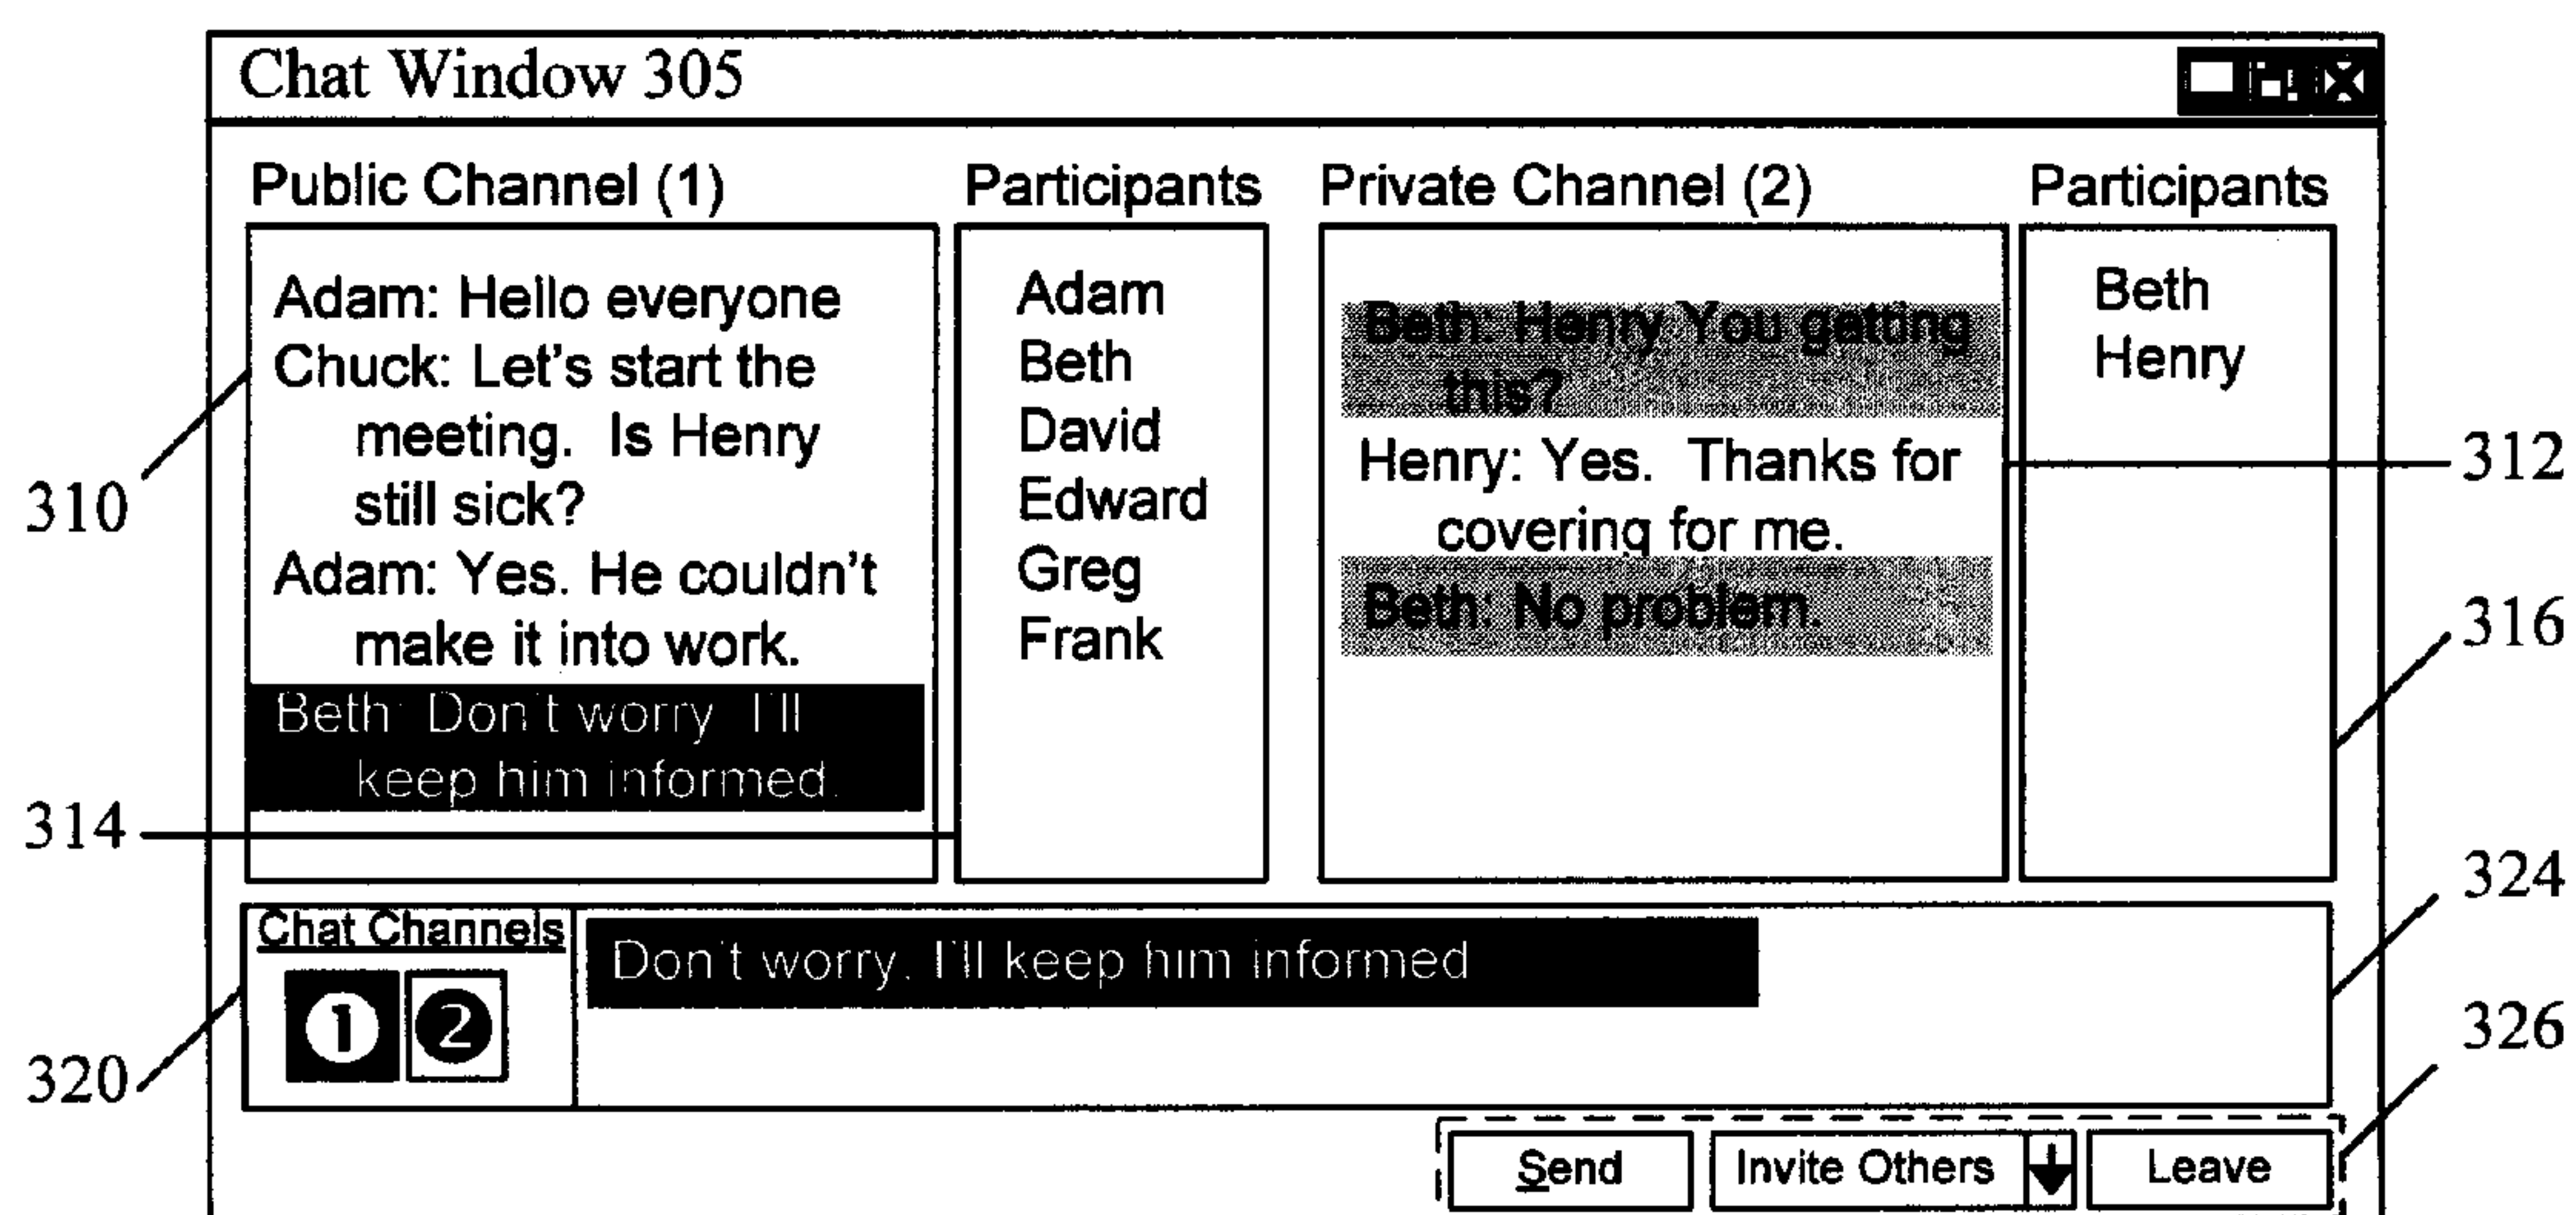 Chat Window 305
Public Channel (1)
Participants
Private Channel (2)
Participants
Adam: Hello everyone
Chuck: Let's start the
meeting. Is Henry
still sick?
Adam: Yes. He couldn't
make it into work.
Beth: Don't worry I'll
keep him informed.
Adam
Beth
David
Edward
Greg
Frank
Beth: Henry You getting
this?
Henry: Yes. Thanks for
covering for me.
Beth: No problem.
Beth
Henry
310
312
314
316
Chat Channels
1 2
Don't worry. I'll keep him informed
320
324
326
Send
Invite Others
Leave